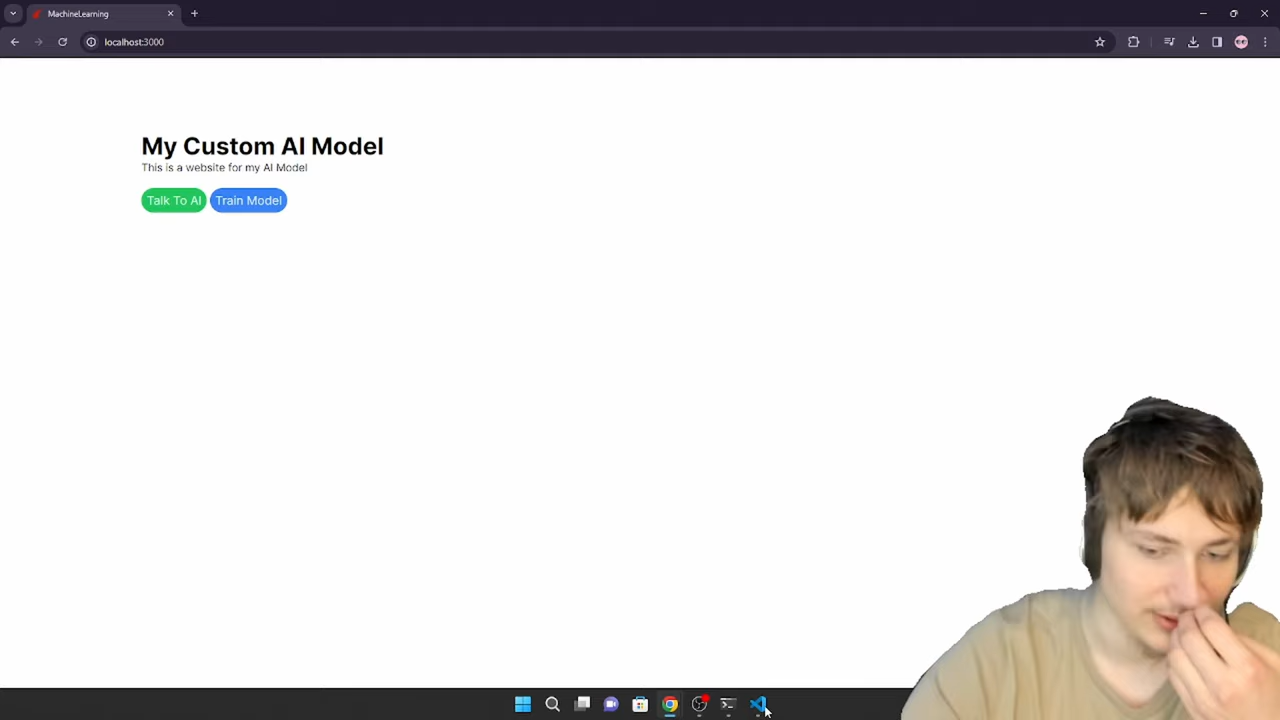 MachineLearning
localhost:3000
My Custom AI Model
This is a website for my AI Model
Talk To AI Train Model